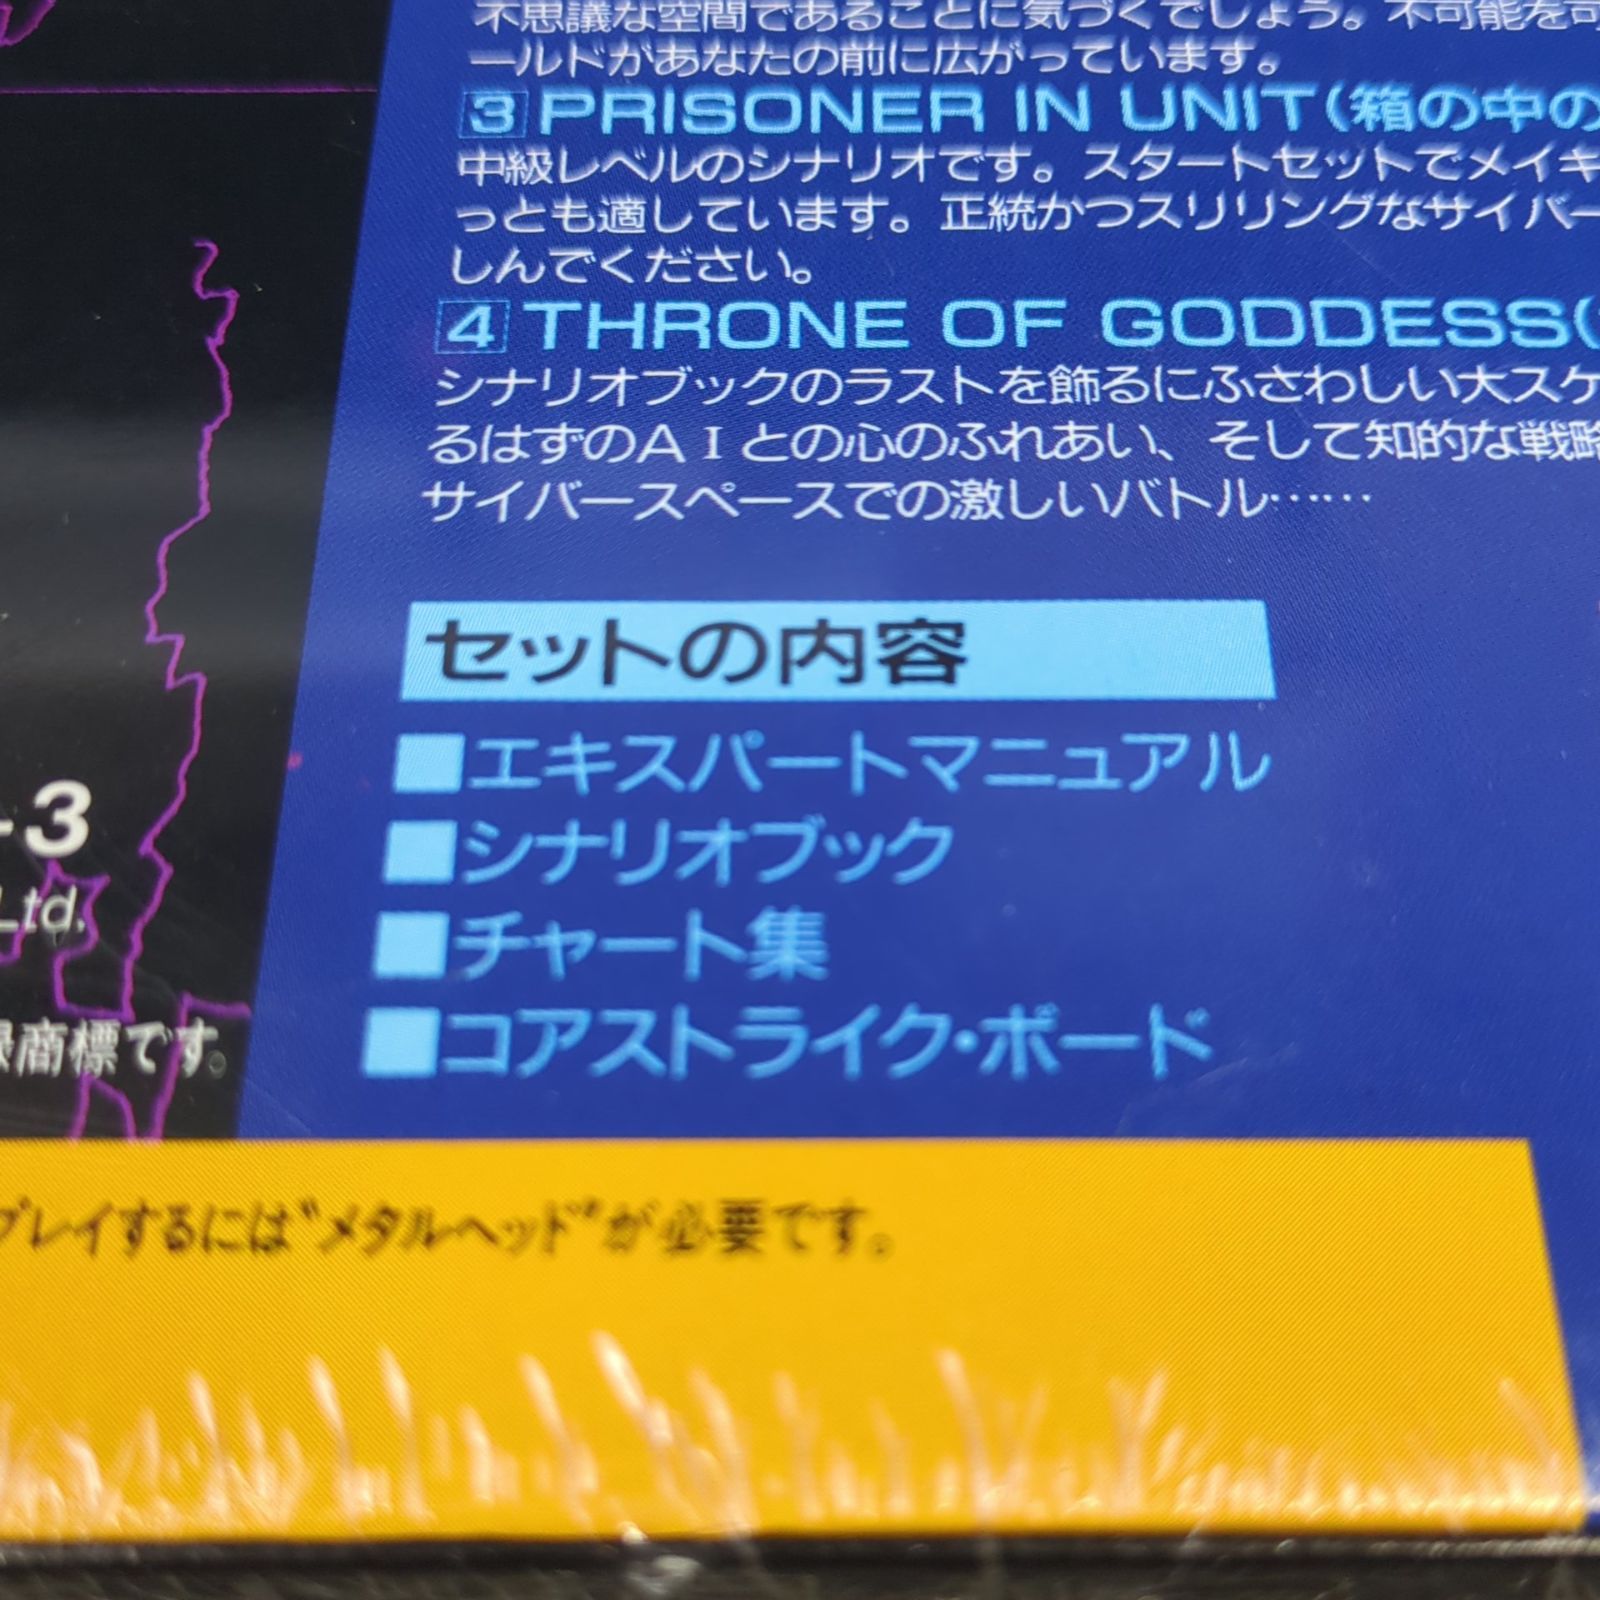 不思議な空間であることに気づくでしょう。不可能を可
ールドがあなたの前に広がっています。
3 PRISONER IN UNIT(箱の中の
中級レベルのシナリオです。スタートセットでメイキ
っとも適しています。正統かつスリリングなサイバー
しんでください。
4 THRONE OF GODDESS(
シナリオブックのラストを飾るにふさわしい大スケ
るはずのAIとの心のふれあい、そして知的な戦略
サイバースペースでの激しいバトル……
セットの内容
■エキスパートマニュアル
■シナリオブック
■チャート集
■コアストライク・ボード
-3
Ltd.
録商標です。
プレイするには"メタルヘッド"が必要です。